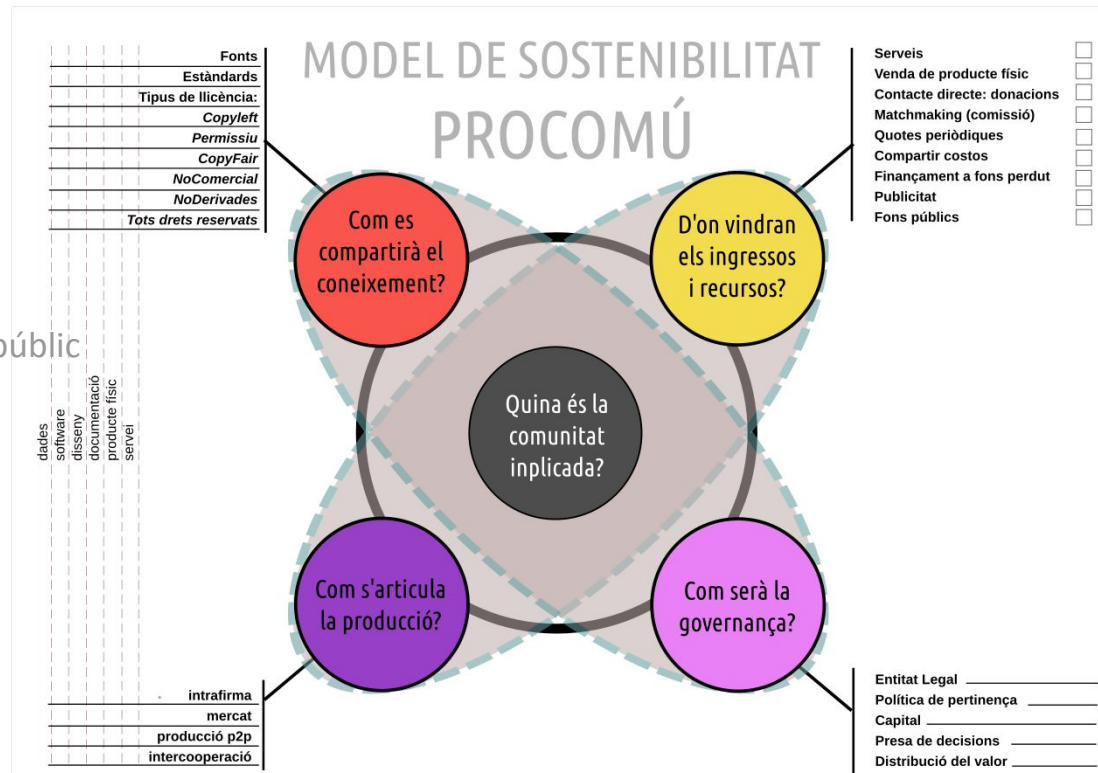 MODEL DE SOSTENIBILITAT
PROCOMÚ
Fonts
Estàndards
Tipus de llicència:
Copyleft
Permissiu
CopyFair
NoComercial
NoDerivades
Tots drets reservats
Serveis
Venda de producte físic
Contacte directe: donacions
Matchmaking (comissió)
Quotes periòdiques
Compartir costos
Finançament a fons perdut
Publicitat
Fons públics
Com es
compartirà el
coneixement?
D'on vindran
els ingressos
i recursos?
públic
dades
software
disseny
documentació
producte físic
servei
Quina és la
comunitat
inplicada?
Com s'articula
la producció?
Com serà la
governança?
intrafirma
mercat
producció p2p
intercooperació
Entitat Legal
Política de pertinença
Capital
Presa de decisions
Distribució del valor